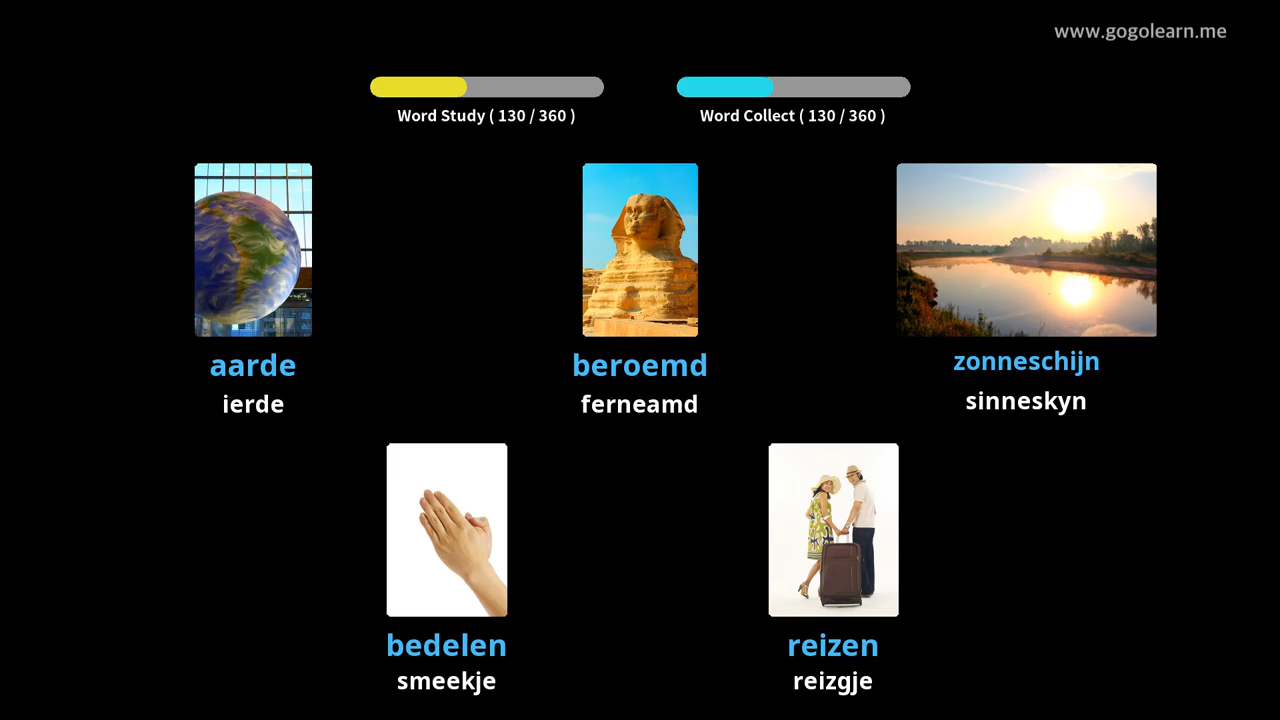 www.gogolearn.me
Word Study ( 130 / 360 )
Word Collect ( 130 / 360 )
aarde
ierde
beroemd
ferneamd
zonneschijn
sinneskyn
bedelen
smeekje
reizen
reizgje